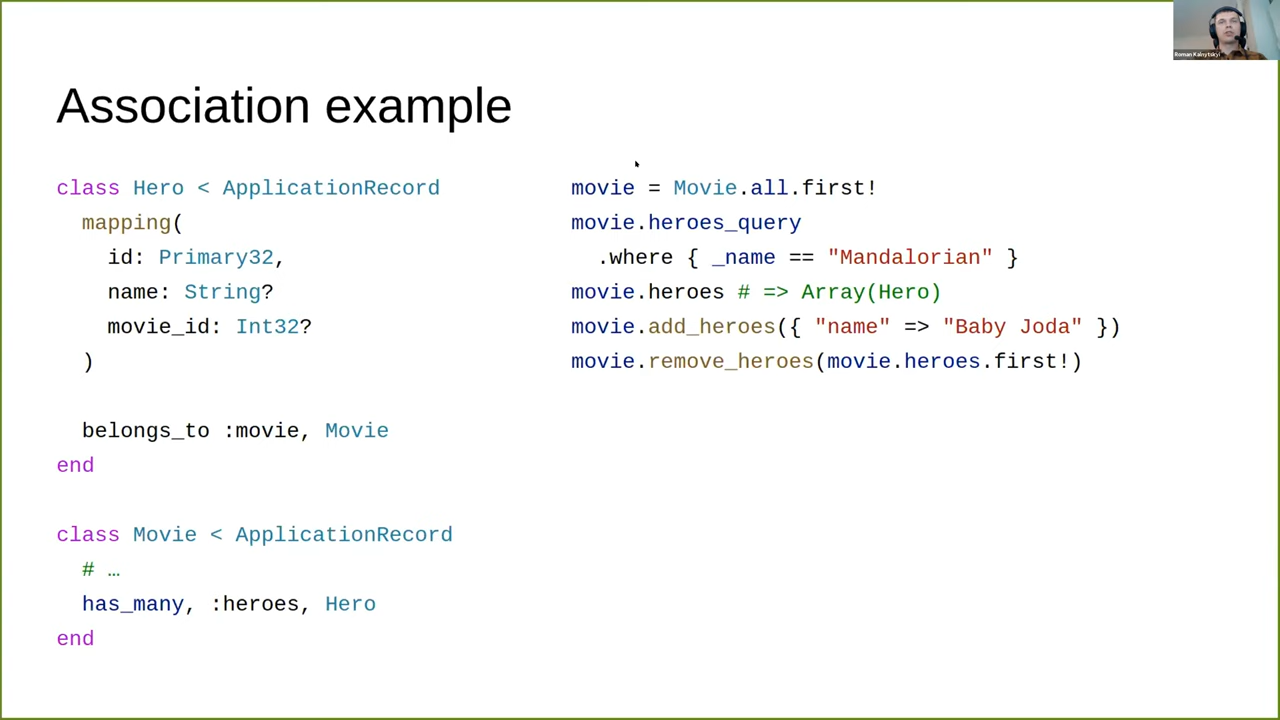 Roman Kalnytskyi
Association example
class Hero < ApplicationRecord
mapping(
id: Primary32,
name: String?
movie_id: Int32?
)
belongs_to :movie, Movie
end
class Movie < ApplicationRecord
# …
has_many, :heroes, Hero
end
movie = Movie.all.first!
movie.heroes_query
.where { _name == "Mandalorian" }
movie.heroes # => Array(Hero)
movie.add_heroes({ "name" => "Baby Joda" })
movie.remove_heroes(movie.heroes.first!)